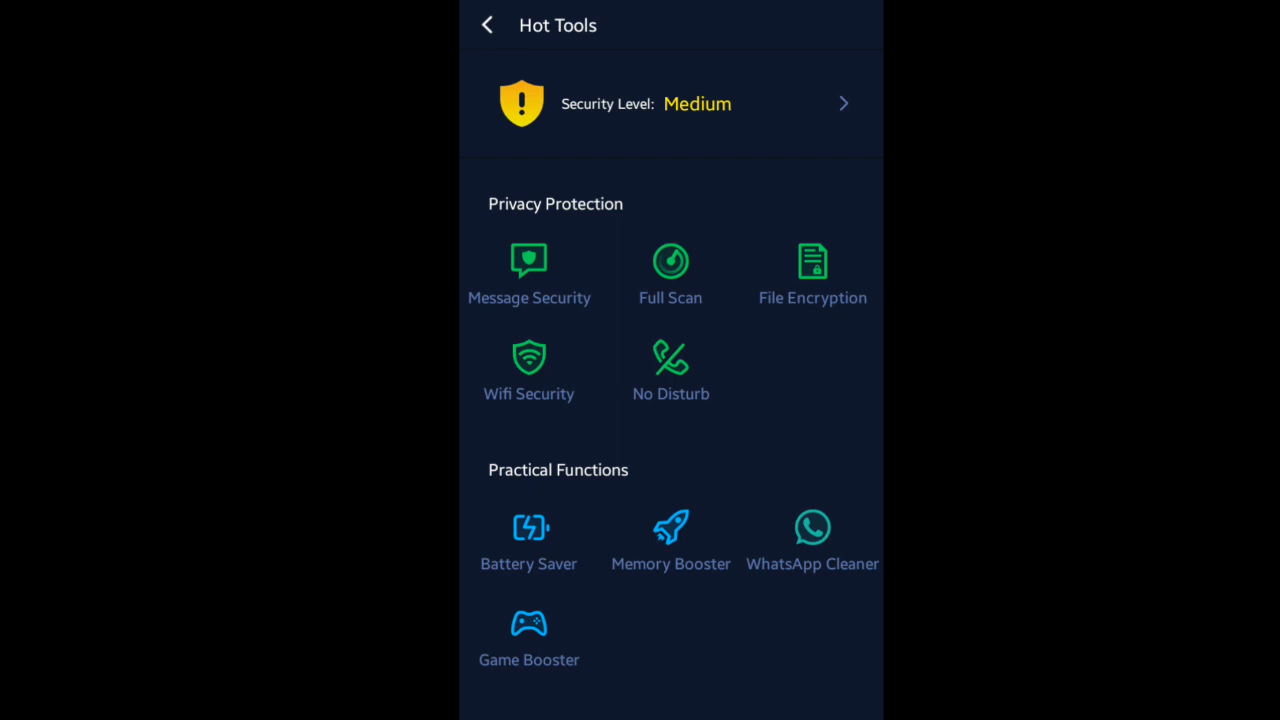 Hot Tools
Security Level: Medium
Privacy Protection
Message Security Full Scan File Encryption
Wifi Security No Disturb
Practical Functions
Battery Saver Memory Booster WhatsApp Cleaner
Game Booster